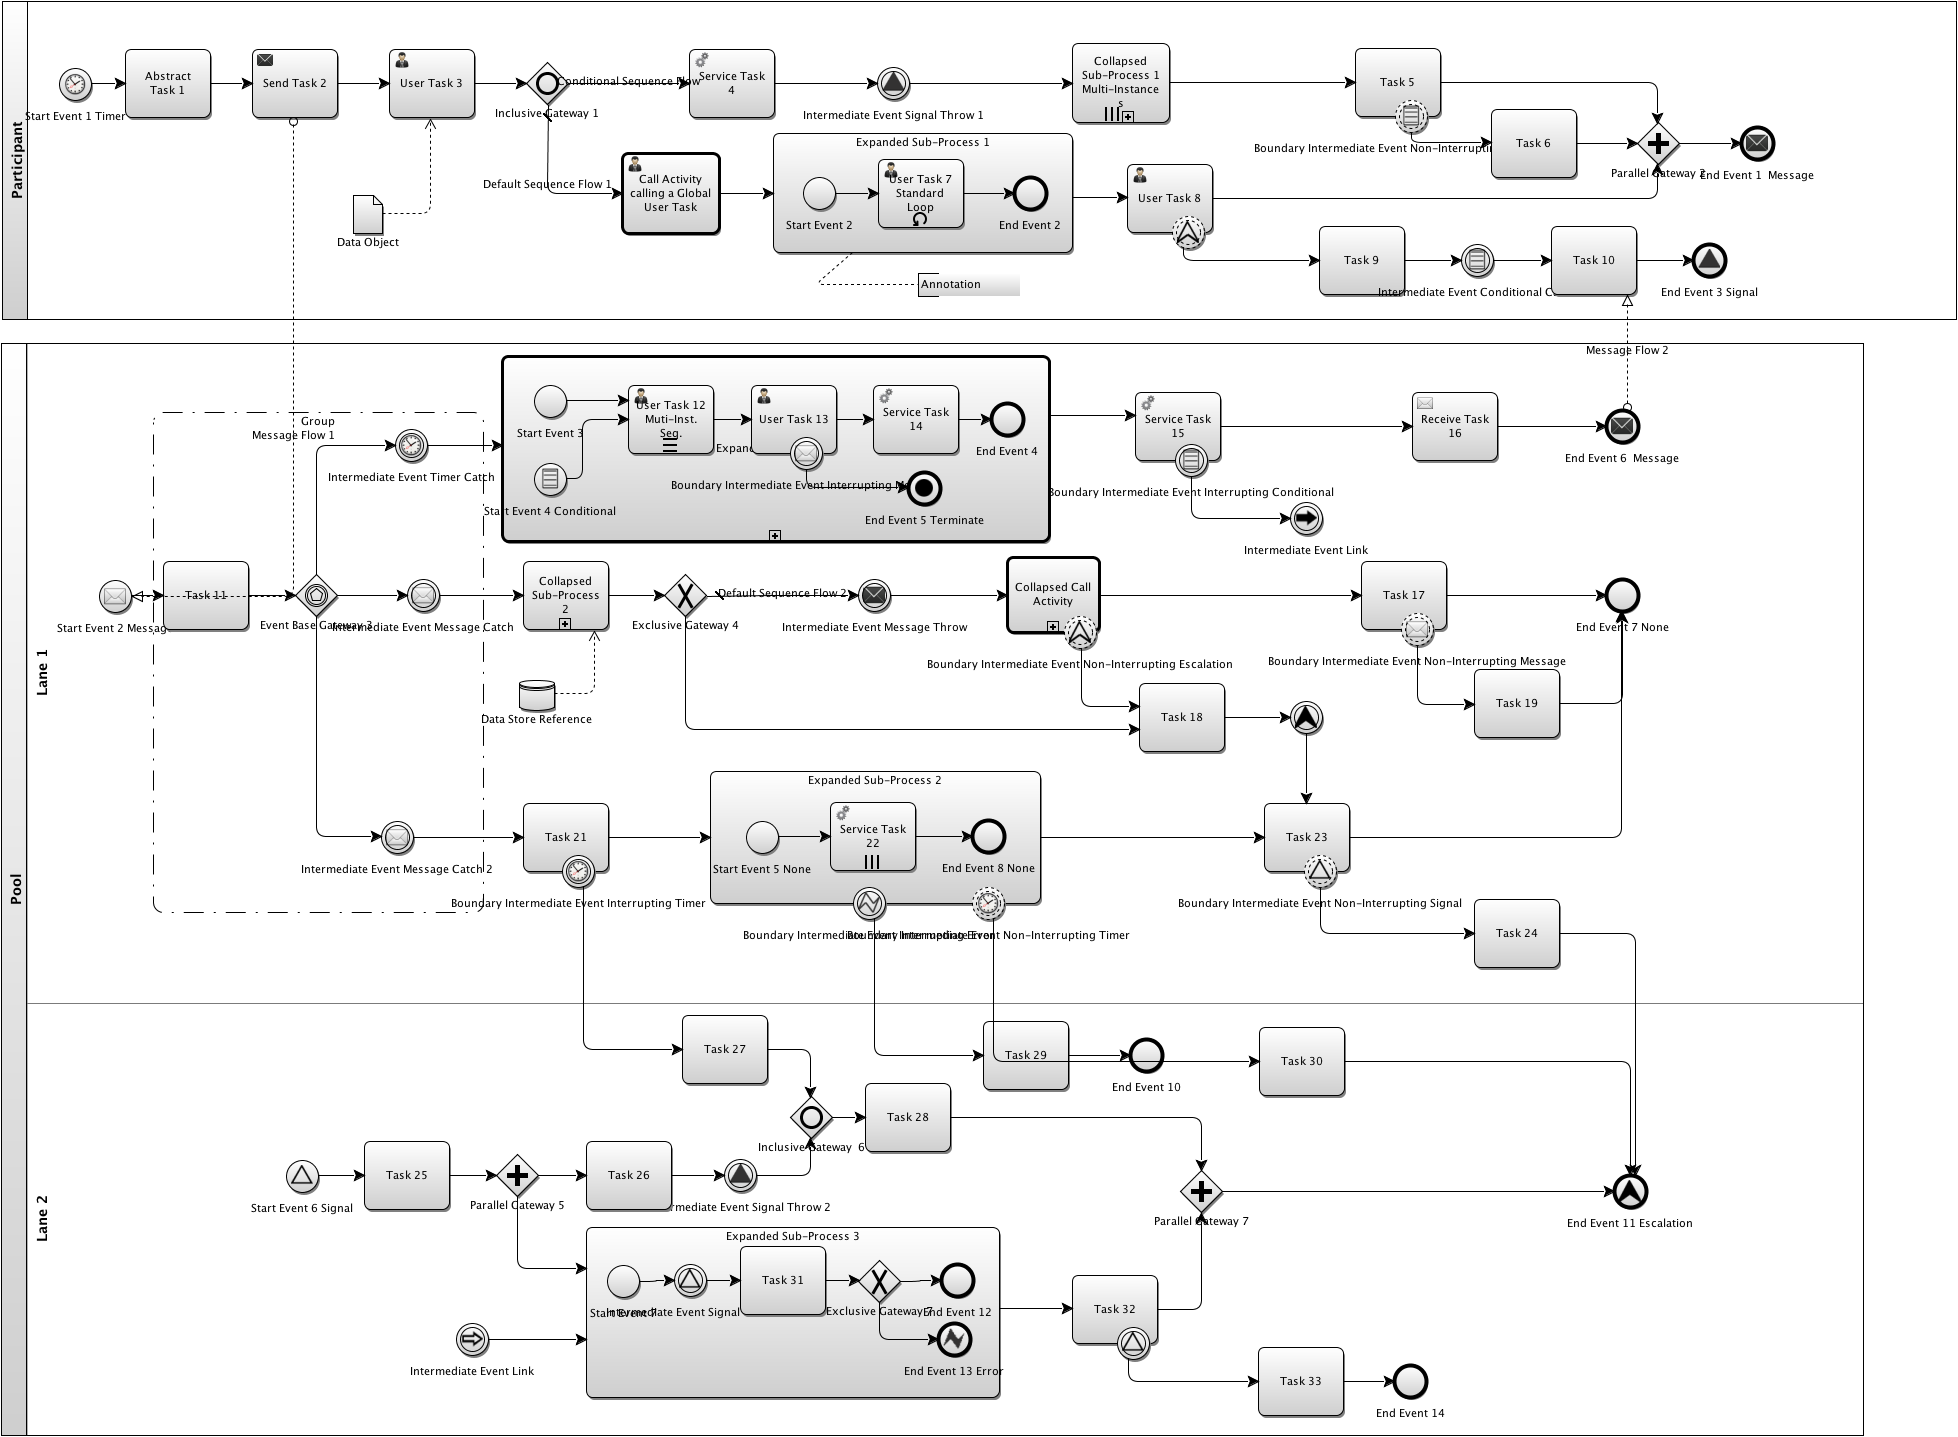 Participant
Start Event 1 Timer
Abstract
Task 1
Send Task 2
User Task 3
Inclusive Gateway 1
Conditional Sequence Flow
Service Task
4
Intermediate Event Signal Throw 1
Collapsed
Sub-Process 1
Multi-Instance
s
Task 5
Boundary Intermediate Event Non-Interrupti
Task 6
Parallel Gateway 2
End Event 1  Message
Data Object
Default Sequence Flow 1
Call Activity
calling a Global
User Task
Expanded Sub-Process 1
Start Event 2
User Task 7
Standard
Loop
End Event 2
User Task 8
Annotation
Task 9
Intermediate Event Conditional C
Task 10
End Event 3 Signal
Message Flow 2
Pool
Lane 1
Group
Message Flow 1
Intermediate Event Timer Catch
Start Event 3
Start Event 4 Conditional
User Task 12
Muti-Inst.
Seq.
Expan
User Task 13
Boundary Intermediate Event Interrupting M
Service Task
14
End Event 4
End Event 5 Terminate
Service Task
15
Boundary Intermediate Event Interrupting Conditional
Intermediate Event Link
Receive Task
16
End Event 6  Message
Start Event 2 Messag
Task 11
Event Base Gateway 3
Intermediate Event Message Catch
Collapsed
Sub-Process
2
Data Store Reference
Exclusive Gateway 4
Default Sequence Flow 2
Intermediate Event Message Throw
Collapsed Call
Activity
Boundary Intermediate Event Non-Interrupting Escalation
Task 17
Boundary Intermediate Event Non-Interrupting Message
End Event 7 None
Task 18
Task 19
Intermediate Event Message Catch 2
Task 21
Boundary Intermediate Event Interrupting Timer
Expanded Sub-Process 2
Start Event 5 None
Service Task
22
End Event 8 None
Boundary Intermediate Event Interrupting Error
Boundary Intermediate Event Non-Interrupting Timer
Task 23
Boundary Intermediate Event Non-Interrupting Signal
Task 24
Lane 2
Task 27
Task 29
End Event 10
Task 30
Inclusive Gateway  6
Task 28
Start Event 6 Signal
Task 25
Parallel Gateway 5
Task 26
rmediate Event Signal Throw 2
Parallel Gateway 7
End Event 11 Escalation
Expanded Sub-Process 3
Start Event 7
Intermediate Event Signal
Task 31
Exclusive Gateway
End Event 12
End Event 13 Error
Intermediate Event Link
Task 32
Task 33
End Event 14